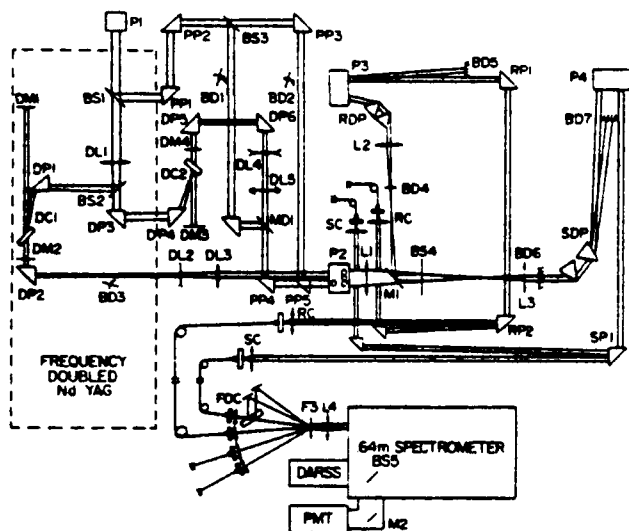 P1
PP2
BS3
PP3
P3
BD5
RP1
P4
DM1
BS1
PP1
BD1
BD2
RDP
BD7
DP5
DP6
DM4
L2
DL1
DC2
DL4
DP1
DL5
BD4
BS2
RC
SC
DC1
DP3
DP4
DM3
MD1
SDP
DM2
P2
L1
BS4
BD6
DL2
DL3
DP2
BD3
PP4
PP5
M1
L3
RC
RP2
SP1
SC
FREQUENCY
DOUBLED
Nd YAG
FOC
F3
L4
.64m SPECTROMETER
BS5
DARSS
PMT
M2